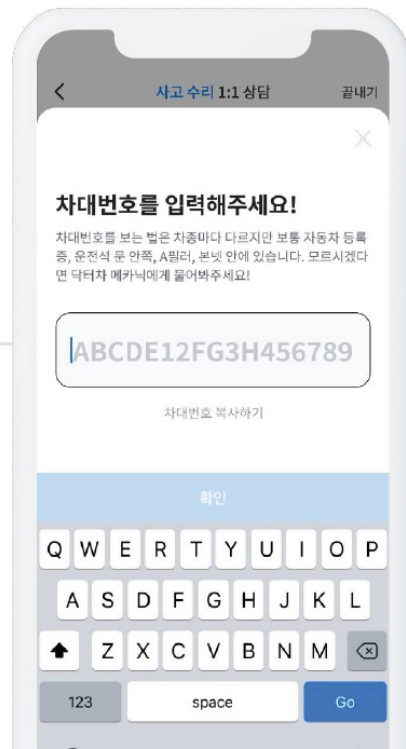 사고 수리 1:1 상담 끝내기
차대번호를 입력해주세요!
차대번호를 보는 법은 차종마다 다르지만 보통 자동차 등록
증, 운전석 문 안쪽, A필러, 본넷 안에 있습니다. 모르시겠다
면 닥터차 메카닉에게 물어봐주세요!
ABCDE12FG3H456789
차대번호 복사하기
확인
Q W E R T Y U I O P
A S D F G H J K L
Z X C V B N M
123 space Go